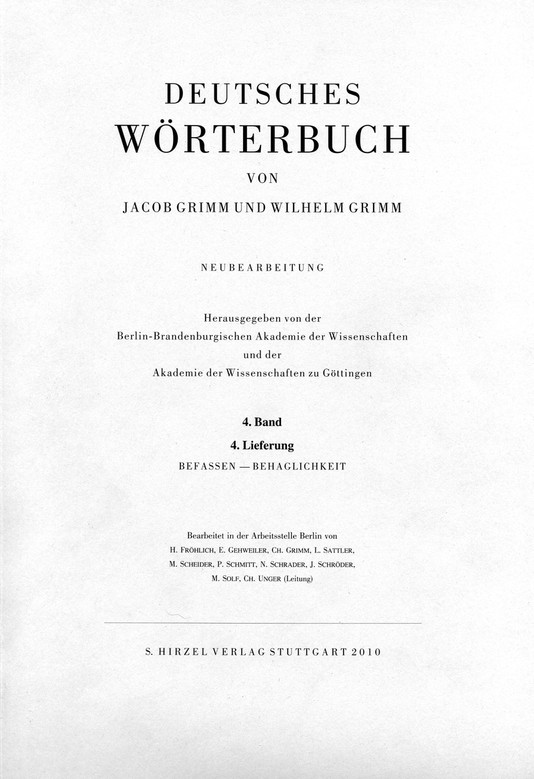 DEUTSCHES
WÖRTERBUCH
VON
JACOB GRIMM UND WILHELM GRIMM
NEUBEARBEITUNG
Herausgegeben von der
Berlin-Brandenburgischen Akademie der Wissenschaften
und der
Akademie der Wissenschaften zu Göttingen
4. Band
4. Lieferung
BEFASSEN — BEHAGLICHKEIT
Bearbeitet in der Arbeitsstelle Berlin von
H. FRÖHLICH, E. GEHWEILER, CH. GRIMM, L. SATTLER,
M. SCHEIDER, P. SCHMITT, N. SCHRADER, J. SCHRÖDER,
M. SOLF, CH. UNGER (Leitung)
S. HIRZEL VERLAG STUTTGART 2010